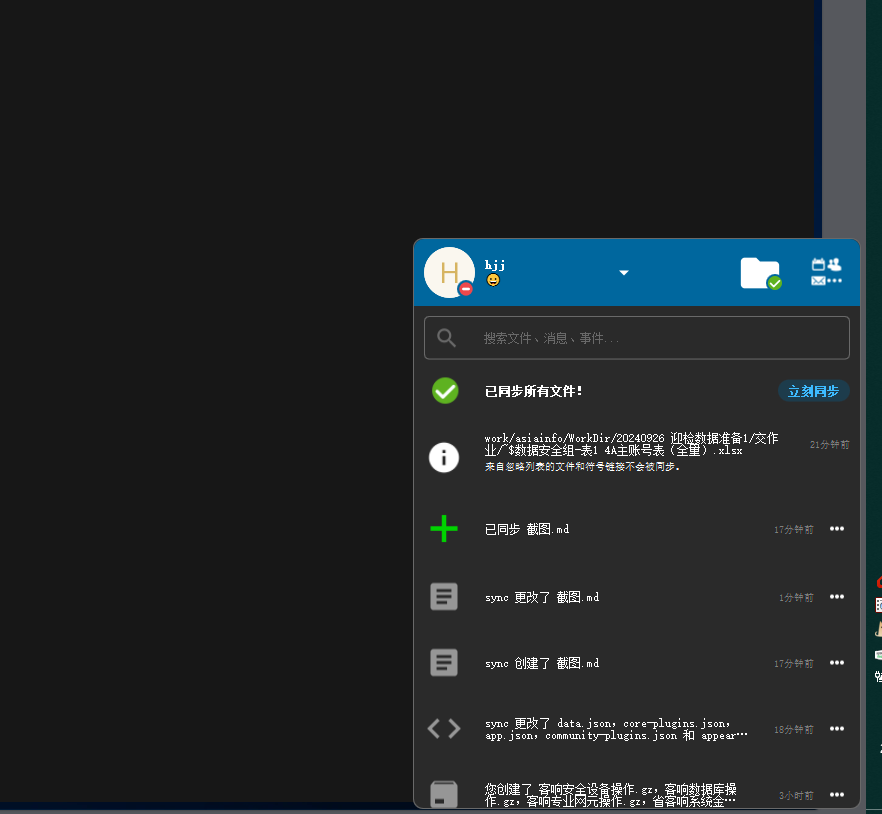 H
hjj
搜索文件、消息、事件...
已同步所有文件！
立刻同步
work/asiainfo/WorkDir/20240926 迎检数据准备1/交作
业/~$数据安全组-表1 4A主账号表（全量）.xlsx
21分钟前
来自忽略列表的文件和符号链接不会被同步。
已同步 截图.md
17分钟前
sync 更改了 截图.md
1分钟前
sync 创建了 截图.md
17分钟前
sync 更改了 data.json, core-plugins.json,
app.json, community-plugins.json 和 appear…
18分钟前
您创建了 客响安全设备操作.gz, 客响数据库操
作.gz, 客响专业网元操作.gz, 省客响系统金…
3小时前